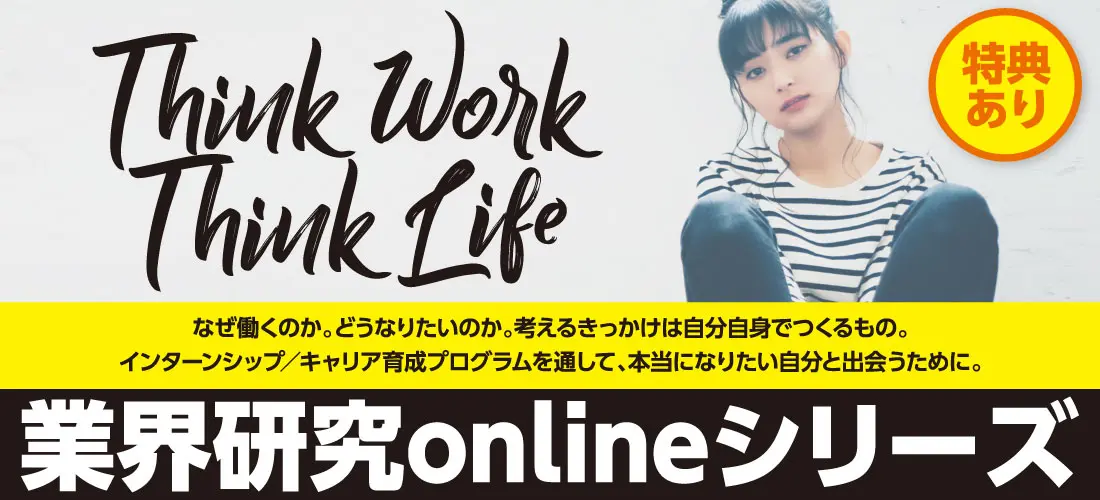 Think Work
Think Life
特典
あり
なぜ働くのか。どうなりたいのか。考えるきっかけは自分自身でつくるもの。
インターンシップ／キャリア育成プログラムを通して、本当になりたい自分と出会うために。
業界研究onlineシリーズ